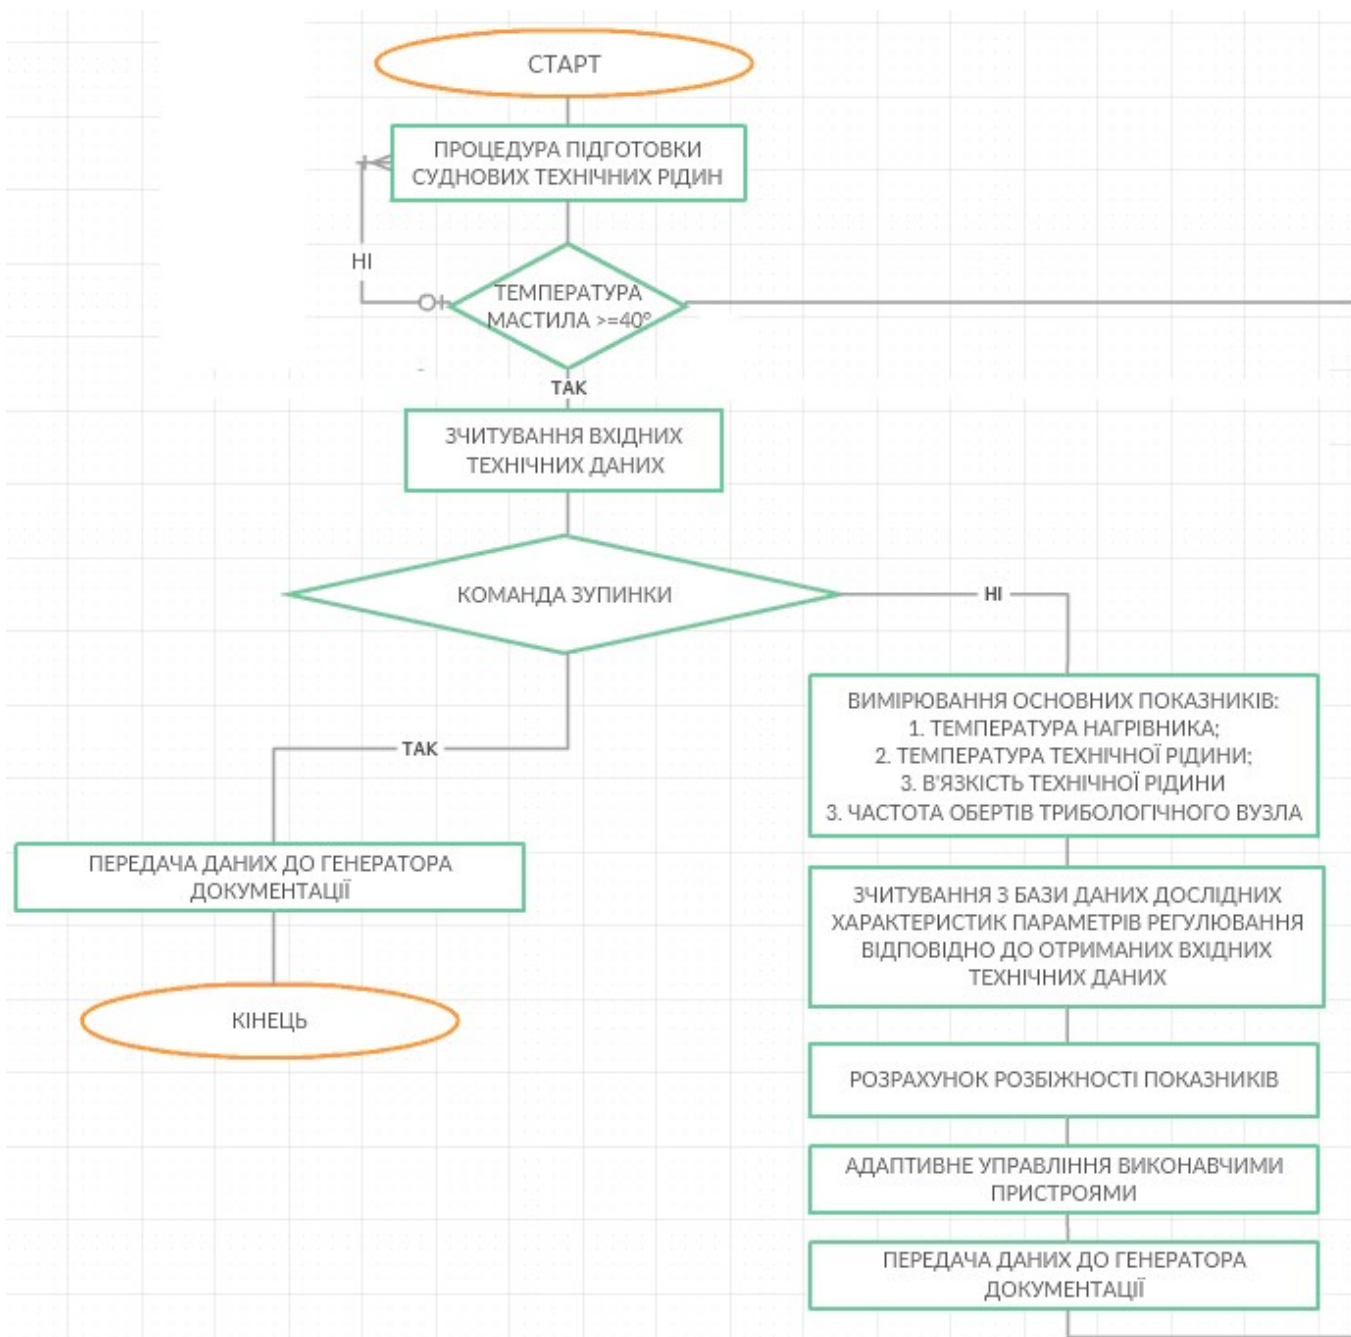 СТАРТ
ПРОЦЕДУРА ПІДГОТОВКИ
СУДНОВИХ ТЕХНІЧНИХ РІДИН
НІ
ТЕМПЕРАТУРА
МАСТИЛА >=40°
ТАК
ЗЧИТУВАННЯ ВХІДНИХ
ТЕХНІЧНИХ ДАНИХ
КОМАНДА ЗУПИНКИ
НІ
ТАК
ВИМІРЮВАННЯ ОСНОВНИХ ПОКАЗНИКІВ:
1. ТЕМПЕРАТУРА НАГРІВНИКА;
2. ТЕМПЕРАТУРА ТЕХНІЧНОЇ РІДИНИ;
3. В'ЯЗКІСТЬ ТЕХНІЧНОЇ РІДИНИ
3. ЧАСТОТА ОБЕРТІВ ТРИБОЛОГІЧНОГО ВУЗЛА
ПЕРЕДАЧА ДАНИХ ДО ГЕНЕРАТОРА
ДОКУМЕНТАЦІЇ
КІНЕЦЬ
ЗЧИТУВАННЯ З БАЗИ ДАНИХ ДОСЛІДНИХ
ХАРАКТЕРИСТИК ПАРАМЕТРІВ РЕГУЛЮВАННЯ
ВІДПОВІДНО ДО ОТРИМАНИХ ВХІДНИХ
ТЕХНІЧНИХ ДАНИХ
РОЗРАХУНОК РОЗБІЖНОСТІ ПОКАЗНИКІВ
АДАПТИВНЕ УПРАВЛІННЯ ВИКОНАВЧИМИ
ПРИСТРОЯМИ
ПЕРЕДАЧА ДАНИХ ДО ГЕНЕРАТОРА
ДОКУМЕНТАЦІЇ